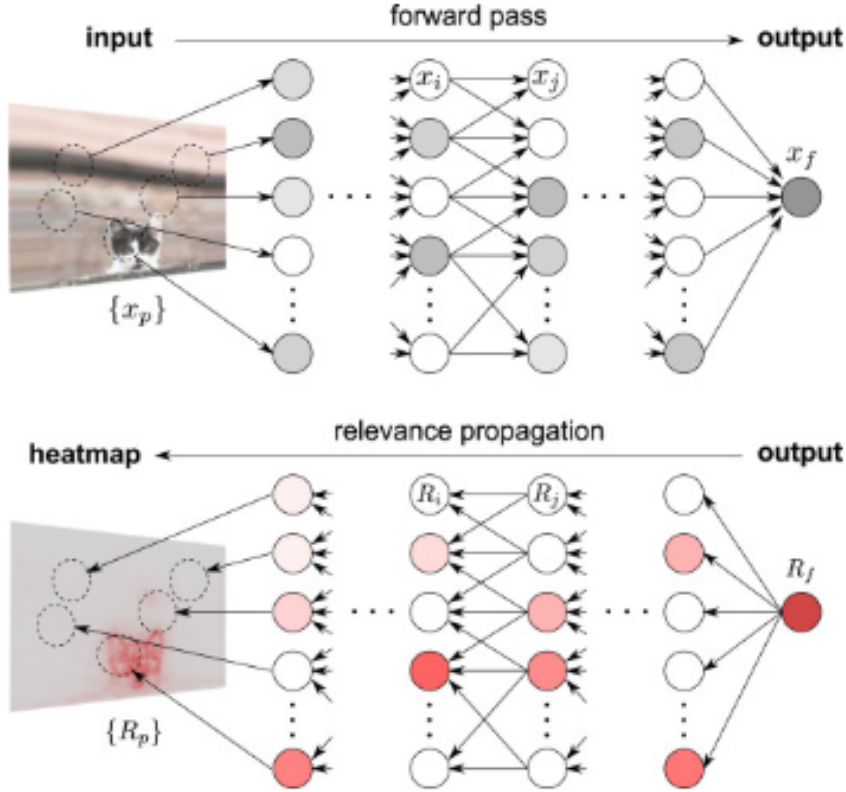 forward pass
input output
x_i x_j
x_f
{x_p}
relevance propagation
heatmap output
R_i R_j
R_f
{R_p}